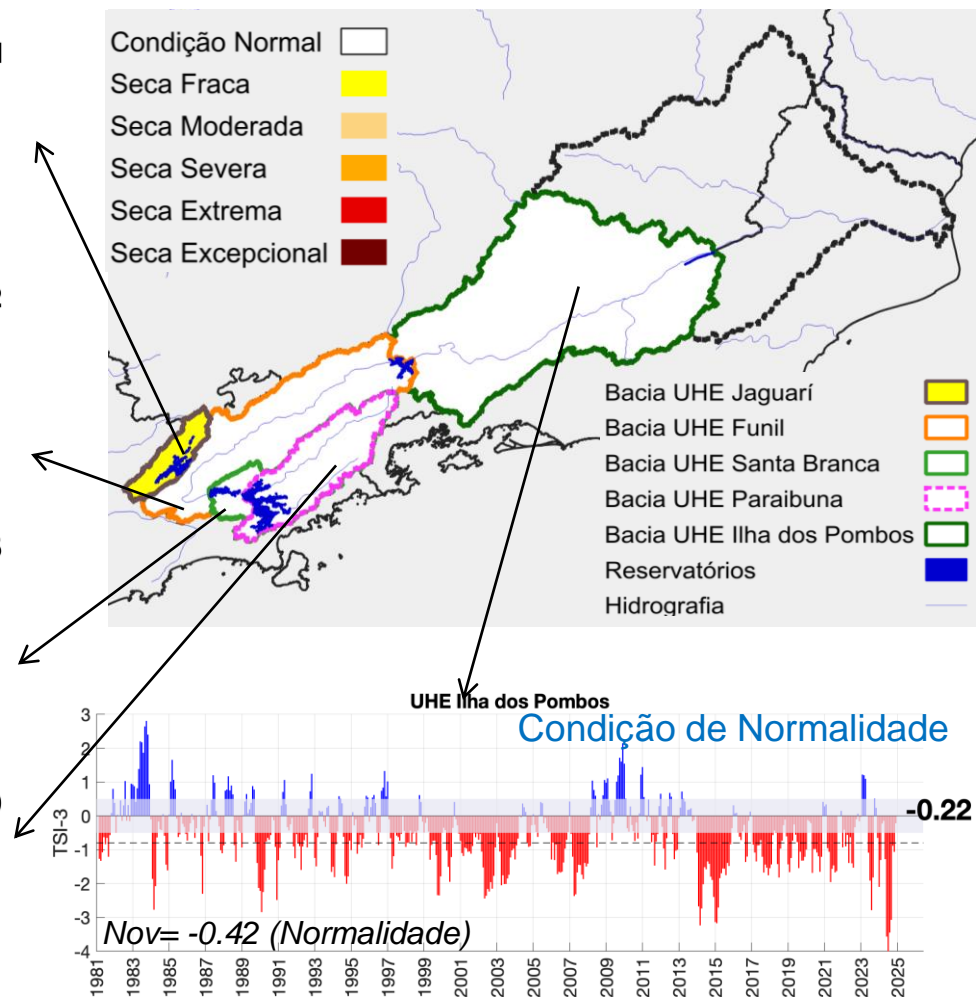 Condição Normal
Seca Fraca
Seca Moderada
Seca Severa
Seca Extrema
Seca Excepcional
Bacia UHE Jaguarí
Bacia UHE Funil
Bacia UHE Santa Branca
Bacia UHE Paraibuna
Bacia UHE Ilha dos Pombos
Reservatórios
Hidrografia
UHE Ilha dos Pombos
Condição de Normalidade
3
2
1
0
-1
-2
-3
-4
TSI-3
-0.22
Nov= -0.42 (Normalidade)
1981 1983 1985 1987 1989 1991 1993 1995 1997 1999 2001 2003 2005 2007 2009 2011 2013 2015 2017 2019 2021 2023 2025